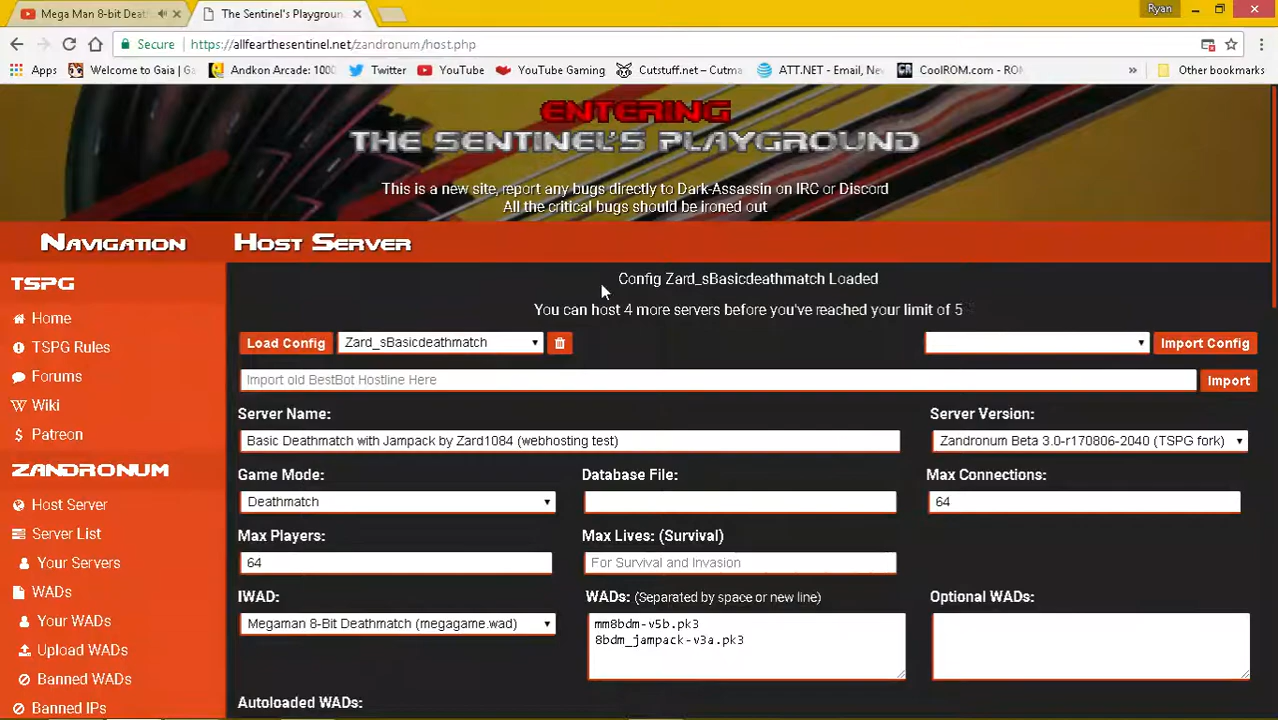 Mega Man 8-bit Deat
The Sentinel's Playgroun
Ryan
Secure
https://allfearthesentinel.net/zandronum/host.php
Apps
Welcome to Gaia | G
Andkon Arcade: 1000
Twitter
YouTube
YouTube Gaming
Cutstuff.net – Cutma
ATT.NET - Email, Ne
CoolROM.com - ROM
»
Other bookmarks
ENTERING
THE SENTINEL'S PLAYGROUND
This is a new site, report any bugs directly to Dark-Assassin on IRC or Discord
All the critical bugs should be ironed out
NAVIGATION
HOST SERVER
TSPG
Home
TSPG Rules
Forums
Wiki
Patreon
ZANDRONUM
Host Server
Server List
Your Servers
WADs
Your WADs
Upload WADs
Banned WADs
Banned IPs
Config Zard_sBasicdeathmatch Loaded
You can host 4 more servers before you've reached your limit of 5
Load Config
Zard_sBasicdeathmatch
Import Config
Import old BestBot Hostline Here
Import
Server Name:
Server Version:
Basic Deathmatch with Jampack by Zard1084 (webhosting test)
Zandronum Beta 3.0-r170806-2040 (TSPG fork)
Game Mode:
Database File:
Max Connections:
Deathmatch
64
Max Players:
Max Lives: (Survival)
64
For Survival and Invasion
IWAD:
WADs: (Separated by space or new line)
Optional WADs:
Megaman 8-Bit Deathmatch (megagame.wad)
mm8bdm-v5b.pk3
8bdm_jampack-v3a.pk3
Autoloaded WADs: